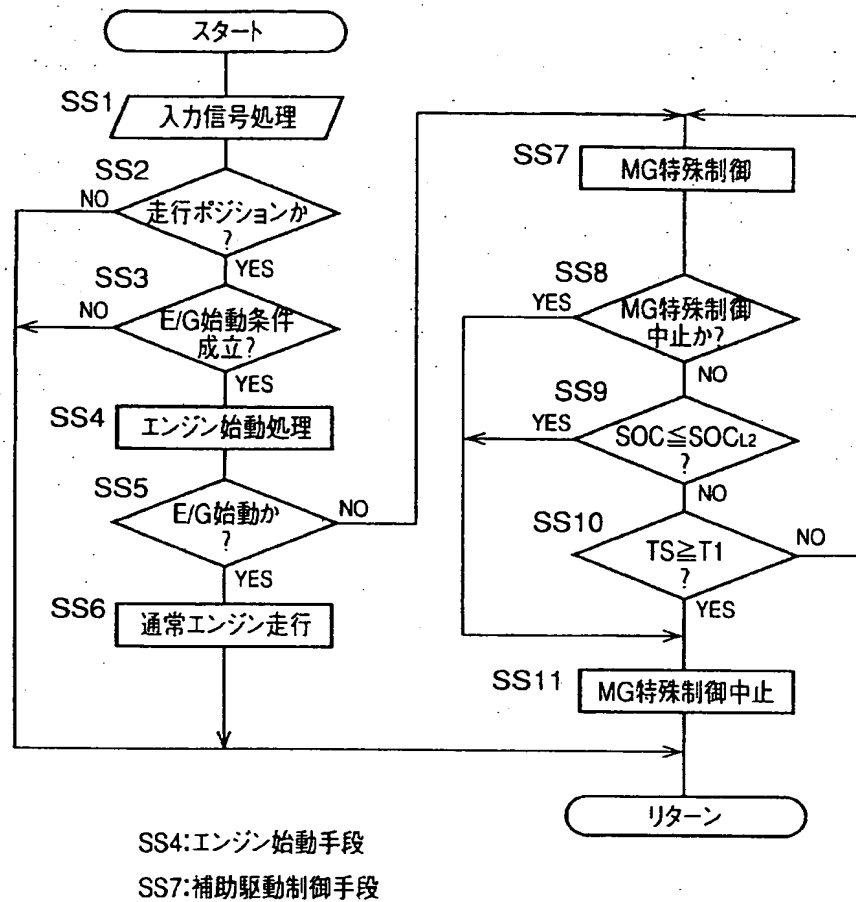 スタート
SS1
入力信号処理
SS2
NO
走行ポジションか
?
YES
SS3
NO
E/G始動条件
成立?
YES
SS4
エンジン始動処理
SS5
E/G始動か
?
NO
YES
SS6
通常エンジン走行
SS7
MG特殊制御
SS8
YES
MG特殊制御
中止か?
NO
SS9
YES
SOC≦SOCL2
?
NO
SS10
TS≧T1
?
NO
YES
SS11
MG特殊制御中止
リターン
SS4:エンジン始動手段
SS7:補助駆動制御手段